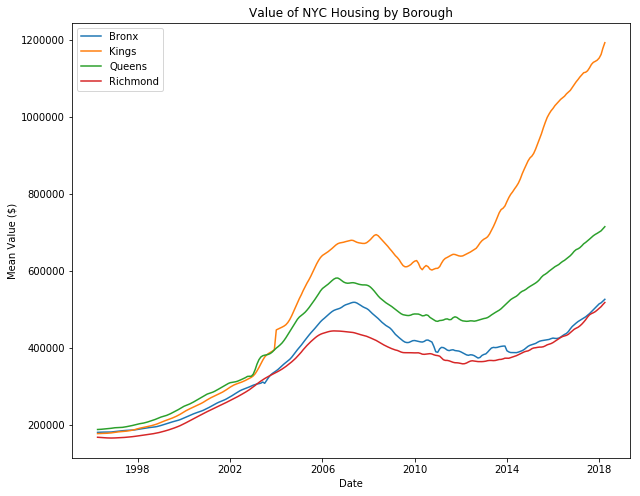 Value of NYC Housing by Borough
Bronx
Kings
Queens
Richmond
Mean Value ($)
1200000
1000000
800000
600000
400000
200000
1998
2002
2006
2010
2014
2018
Date